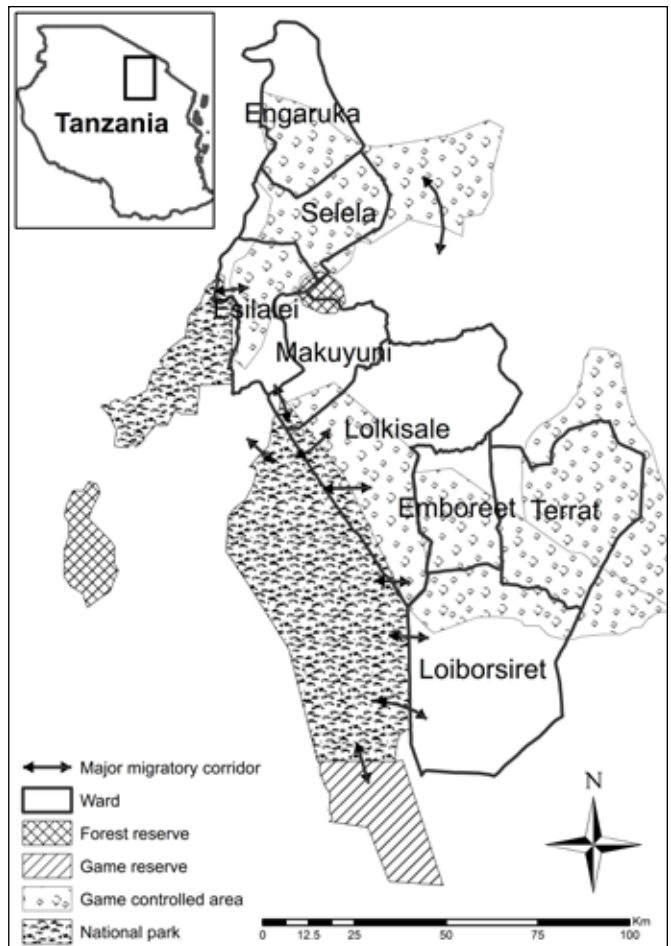 Tanzania
Engaruka
Selela
Esilalei
Makuyuni
Lolkisale
Emboreet
Terrat
Loiborsiret
Major migratory corridor
Ward
Forest reserve
Game reserve
Game controlled area
National park
N
Km
0 12.5 25 50 75 100